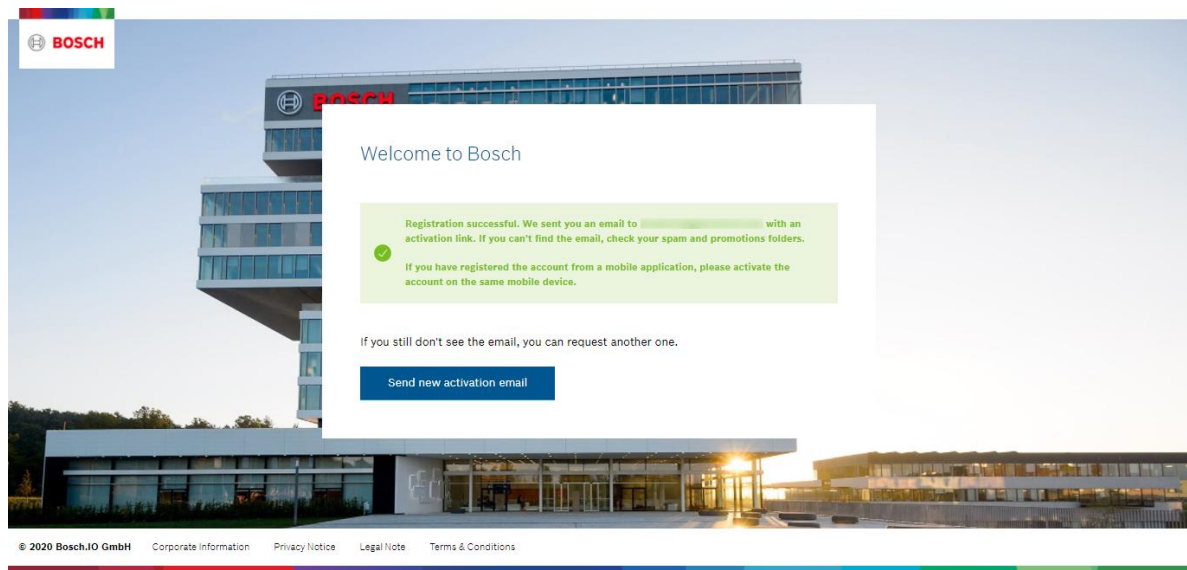 BOSCH
BOSCH
Welcome to Bosch
Registration successful. We sent you an email to with an
activation link. If you can't find the email, check your spam and promotions folders.
If you have registered the account from a mobile application, please activate the
account on the same mobile device.
If you still don't see the email, you can request another one.
Send new activation email
© 2020 Bosch.IO GmbH Corporate information Privacy Notice Legal Note Terms & Conditions